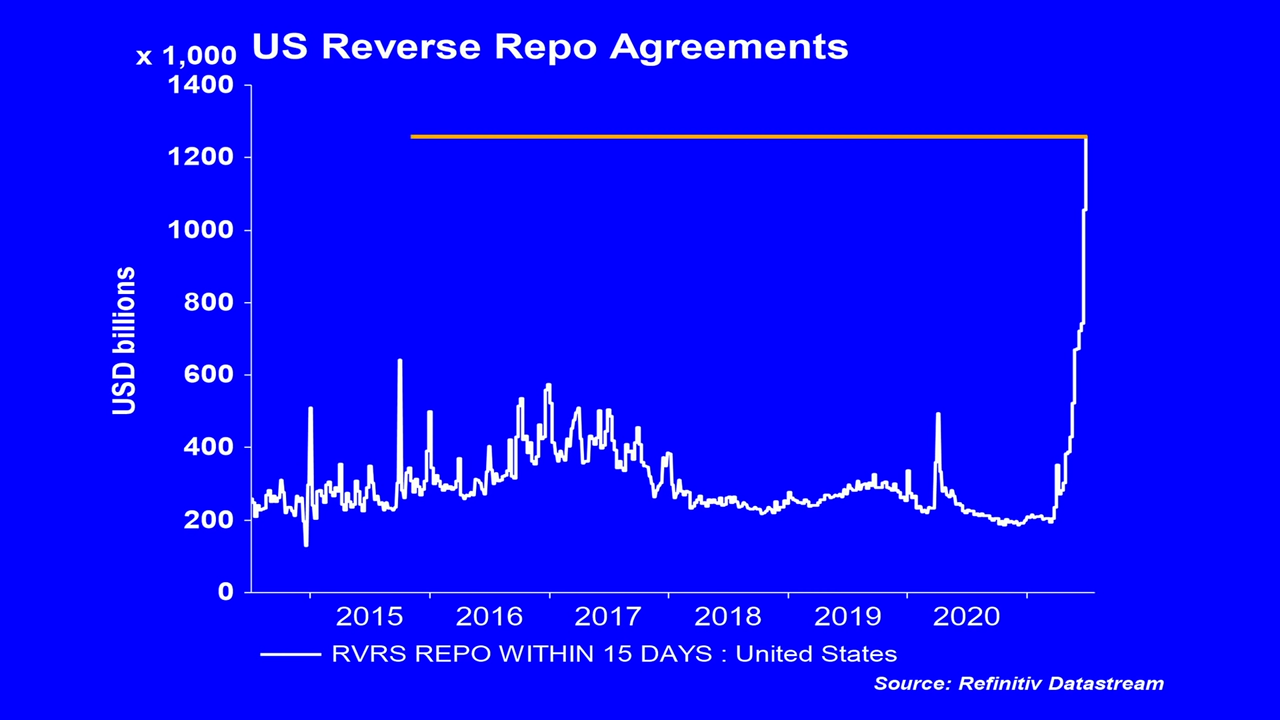 US Reverse Repo Agreements
x 1,000
1400
1200
1000
800
600
400
200
0
USD billions
2015 2016 2017 2018 2019 2020
RVRS REPO WITHIN 15 DAYS : United States
Source: Refinitiv Datastream